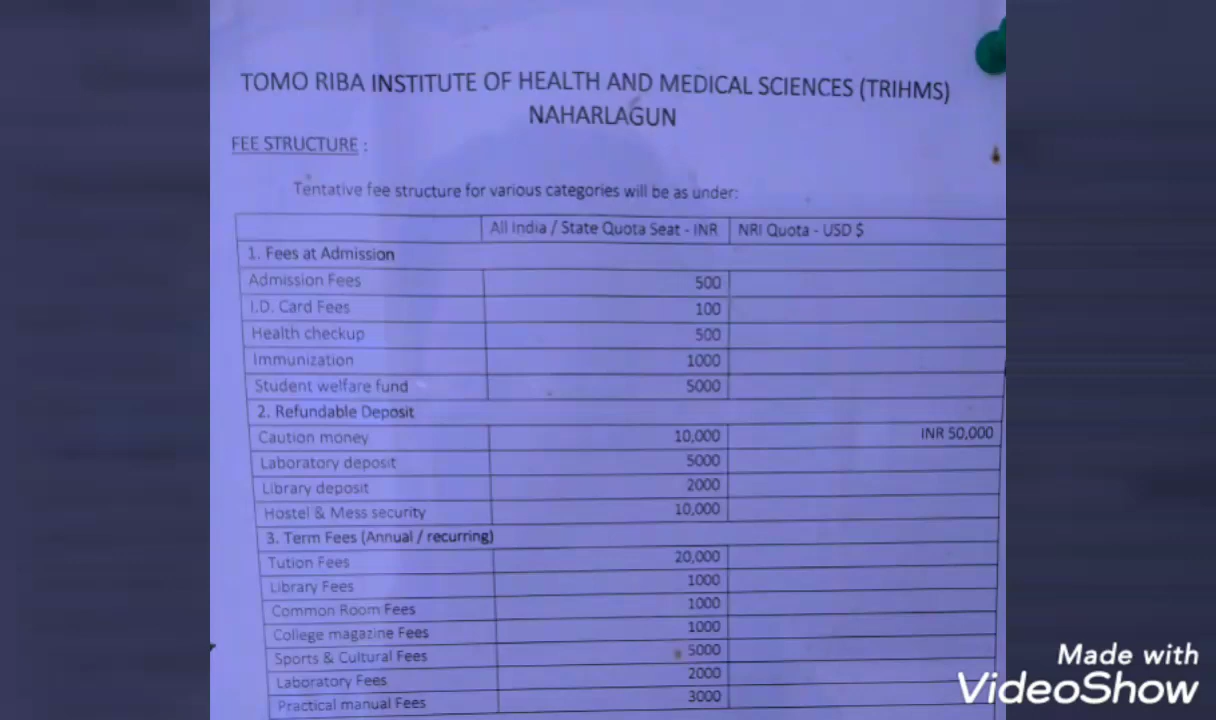 TOMO RIBA INSTITUTE OF HEALTH AND MEDICAL SCIENCES (TRIHMS)
NAHARLAGUN
FEE STRUCTURE :
Tentative fee structure for various categories will be as under:
All India / State Quota Seat - INR NRI Quota - USD $
1. Fees at Admission
Admission Fees 500
I.D. Card Fees 100
Health checkup 500
Immunization 1000
Student welfare fund 5000
2. Refundable Deposit
Caution money 10,000 INR 50,000
Laboratory deposit 5000
Library deposit 2000
Hostel & Mess security 10,000
3. Term Fees (Annual / recurring)
Tution Fees 20,000
Library Fees 1000
Common Room Fees 1000
College magazine Fees 1000
Sports & Cultural Fees 5000
Laboratory Fees 2000
Practical manual Fees 3000
Made with
VideoShow